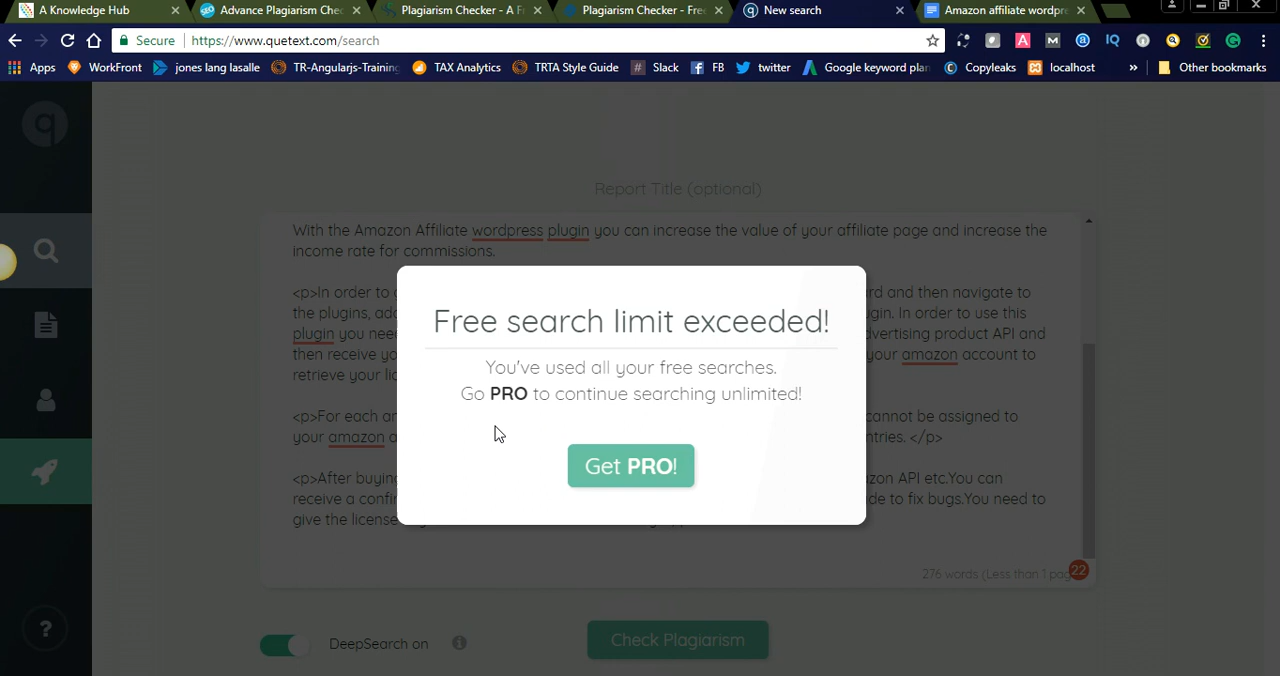 A Knowledge Hub
Advance Plagiarism Chec
Plagiarism Checker - A F
Plagiarism Checker - Free
New search
Amazon affiliate wordpre
Secure
https://www.quetext.com/search
Apps
WorkFront
jones lang lasalle
TR-Angularjs-Training
TAX Analytics
TRTA Style Guide
Slack
FB
twitter
Google keyword plan
Copyleaks
localhost
»
Other bookmarks
Report Title (optional)
With the Amazon Affiliate wordpress plugin you can increase the value of your affiliate page and increase the
income rate for commissions.
<p>In order to rd and then navigate to
the plugins, ad gin. In order to use this
plugin you need dvertising product API and
then receive yo your amazon account to
retrieve your li
<p>For each a cannot be assigned to
your amazon a ntries. </p>
<p>After buyin azon API etc.You can
receive a confi de to fix bugs.You need to
give the license
Free search limit exceeded!
You've used all your free searches.
Go PRO to continue searching unlimited!
Get PRO!
276 words (Less than 1 pag
22
DeepSearch on
Check Plagiarism
?